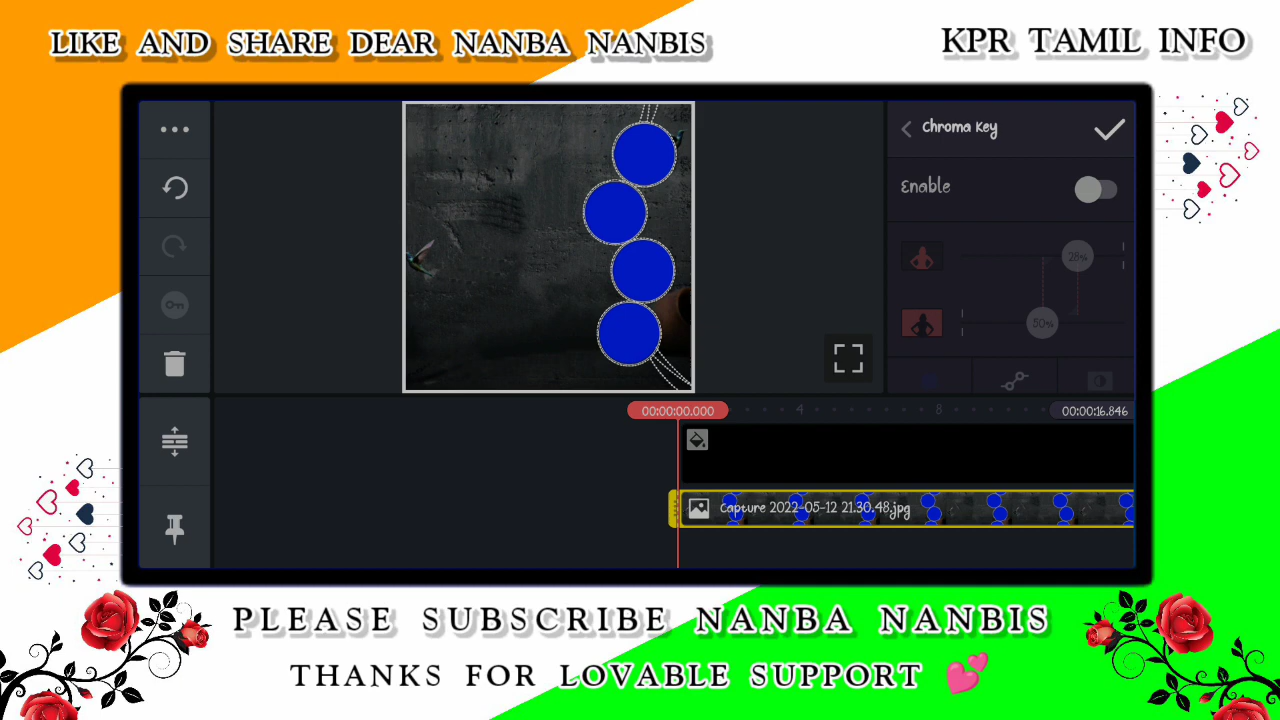 LIKE AND SHARE DEAR NANBA NANBIS
KPR TAMIL INFO
Chroma Key
Enable
28%
50%
00:00:00.000
4
8
00:00:16.846
Capture 2022-05-12 21.30.48.jpg
PLEASE SUBSCRIBE NANBA NANBIS
THANKS FOR LOVABLE SUPPORT 💕